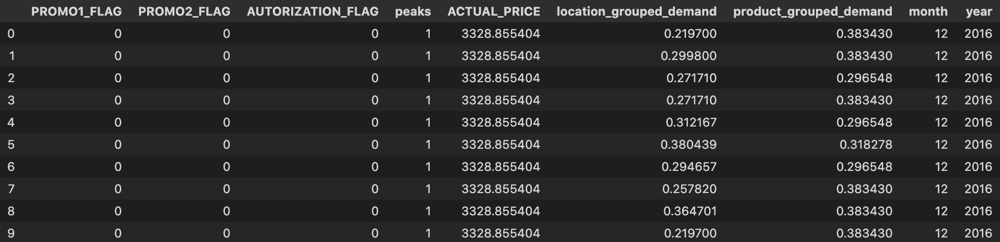 PROMO1_FLAG PROMO2_FLAG AUTORIZATION_FLAG peaks ACTUAL_PRICE location_grouped_demand product_grouped_demand month year
0 0 0 0 1 3328.855404 0.219700 0.383430 12 2016
1 0 0 0 1 3328.855404 0.299800 0.383430 12 2016
2 0 0 0 1 3328.855404 0.271710 0.296548 12 2016
3 0 0 0 1 3328.855404 0.271710 0.383430 12 2016
4 0 0 0 1 3328.855404 0.312167 0.296548 12 2016
5 0 0 0 1 3328.855404 0.380439 0.318278 12 2016
6 0 0 0 1 3328.855404 0.294657 0.296548 12 2016
7 0 0 0 1 3328.855404 0.257820 0.383430 12 2016
8 0 0 0 1 3328.855404 0.364701 0.383430 12 2016
9 0 0 0 1 3328.855404 0.219700 0.383430 12 2016